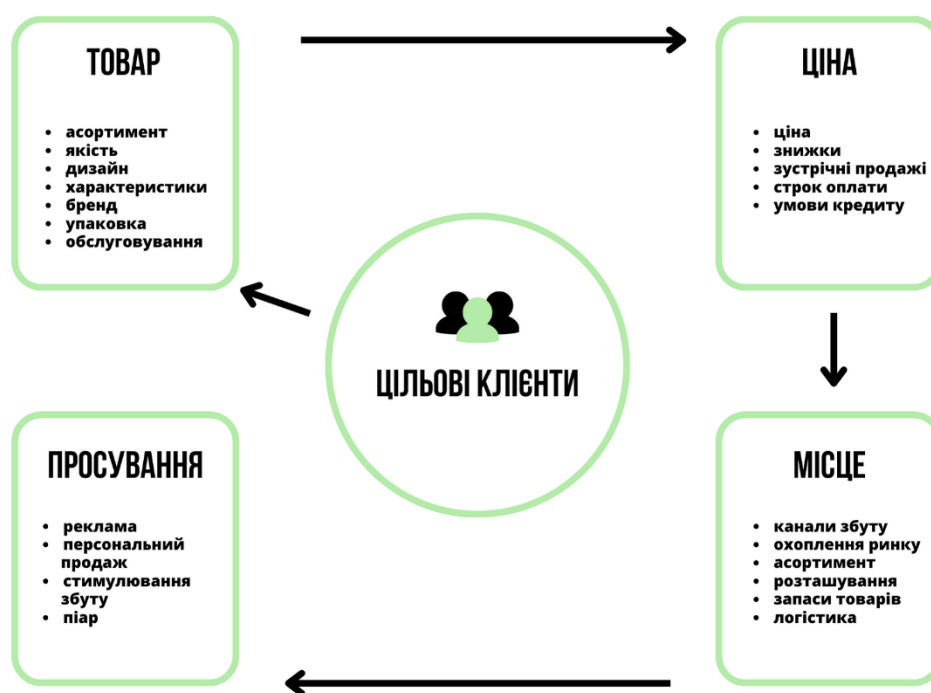 ТОВАР
• асортимент
• якість
• дизайн
• характеристики
• бренд
• упаковка
• обслуговування
ЦІНА
• ціна
• знижки
• зустрічні продажі
• строк оплати
• умови кредиту
ЦІЛЬОВІ КЛІЄНТИ
ПРОСУВАННЯ
• реклама
• персональний
продаж
• стимулювання
збуту
• піар
МІСЦЕ
• канали збуту
• охоплення ринку
• асортимент
• розташування
• запаси товарів
• логістика